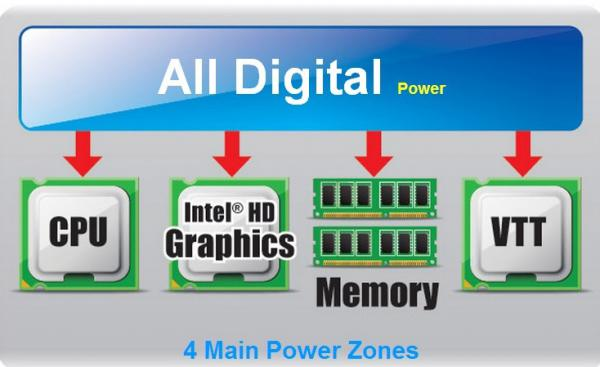 All Digital Power
CPU
Intel® HD
Graphics
Memory
VTT
4 Main Power Zones